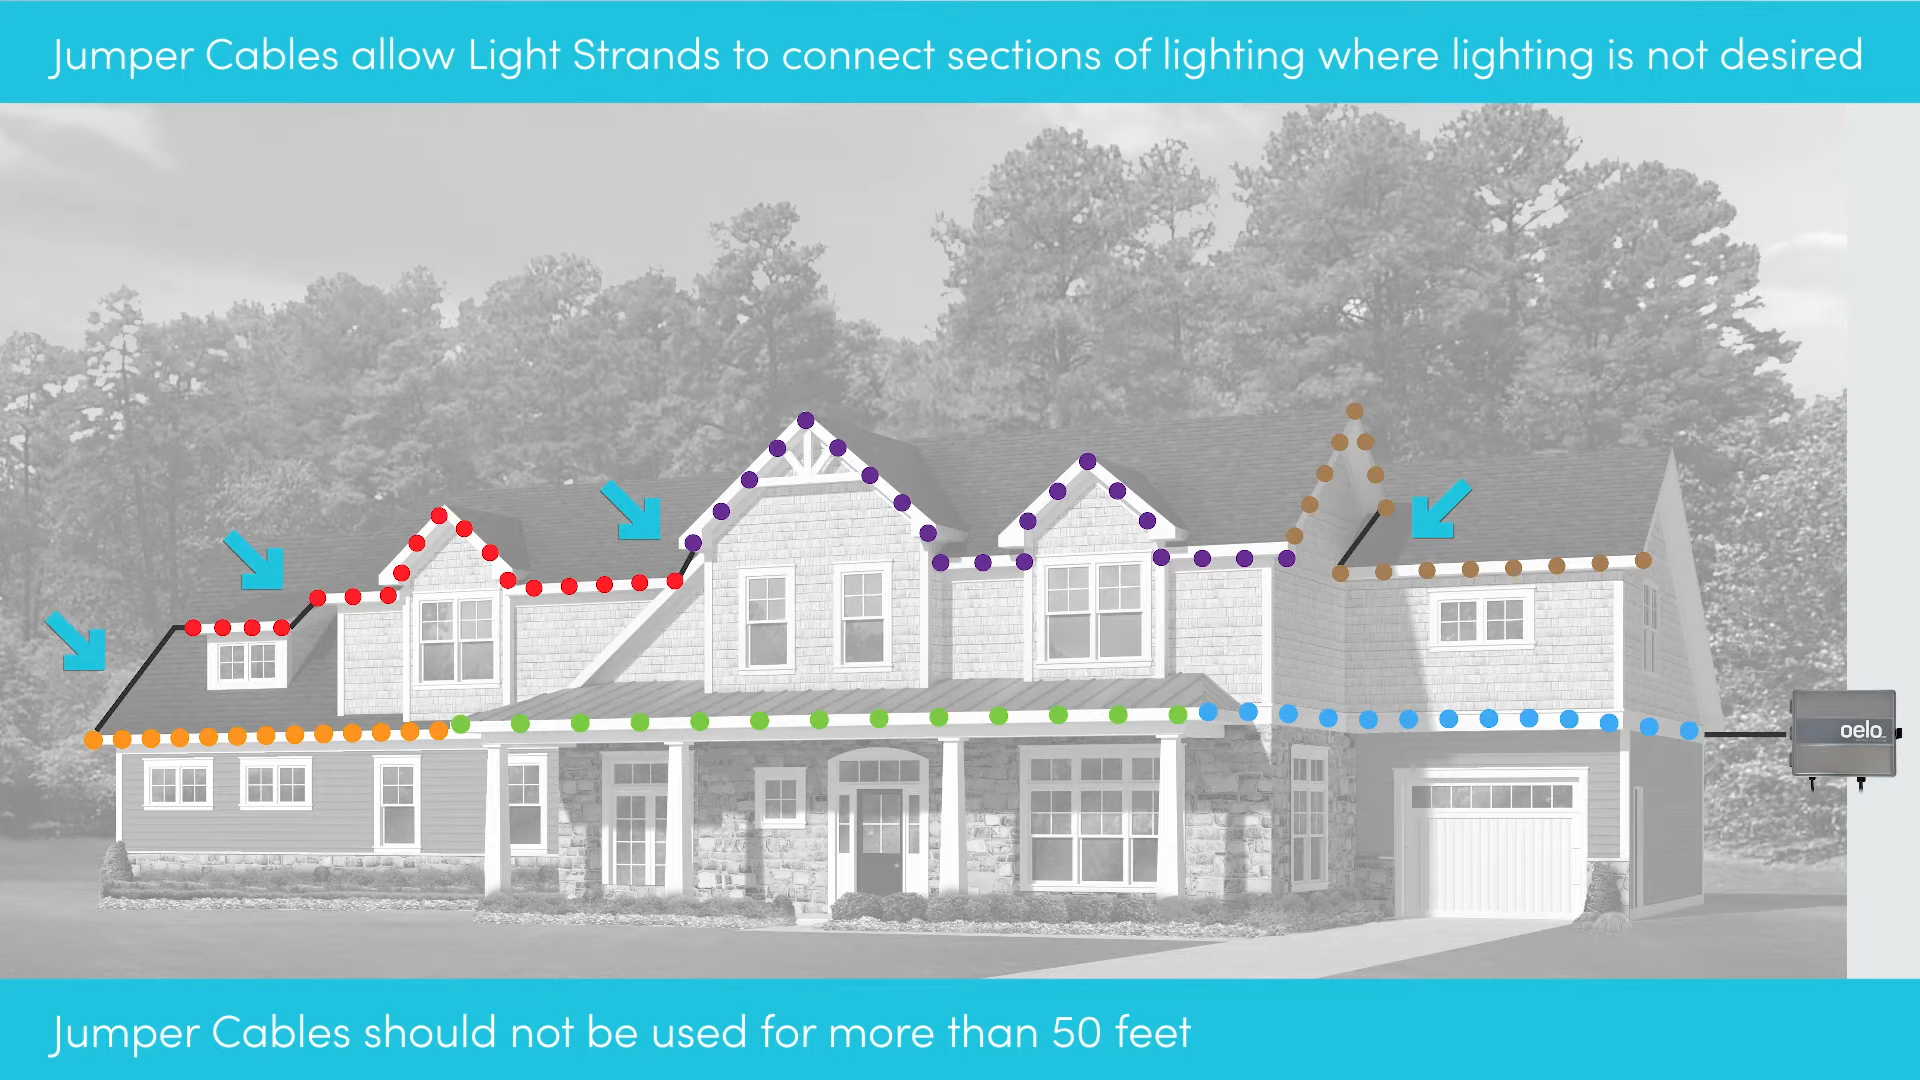 Jumper Cables allow Light Strands to connect sections of lighting where lighting is not desired
oelo
Jumper Cables should not be used for more than 50 feet